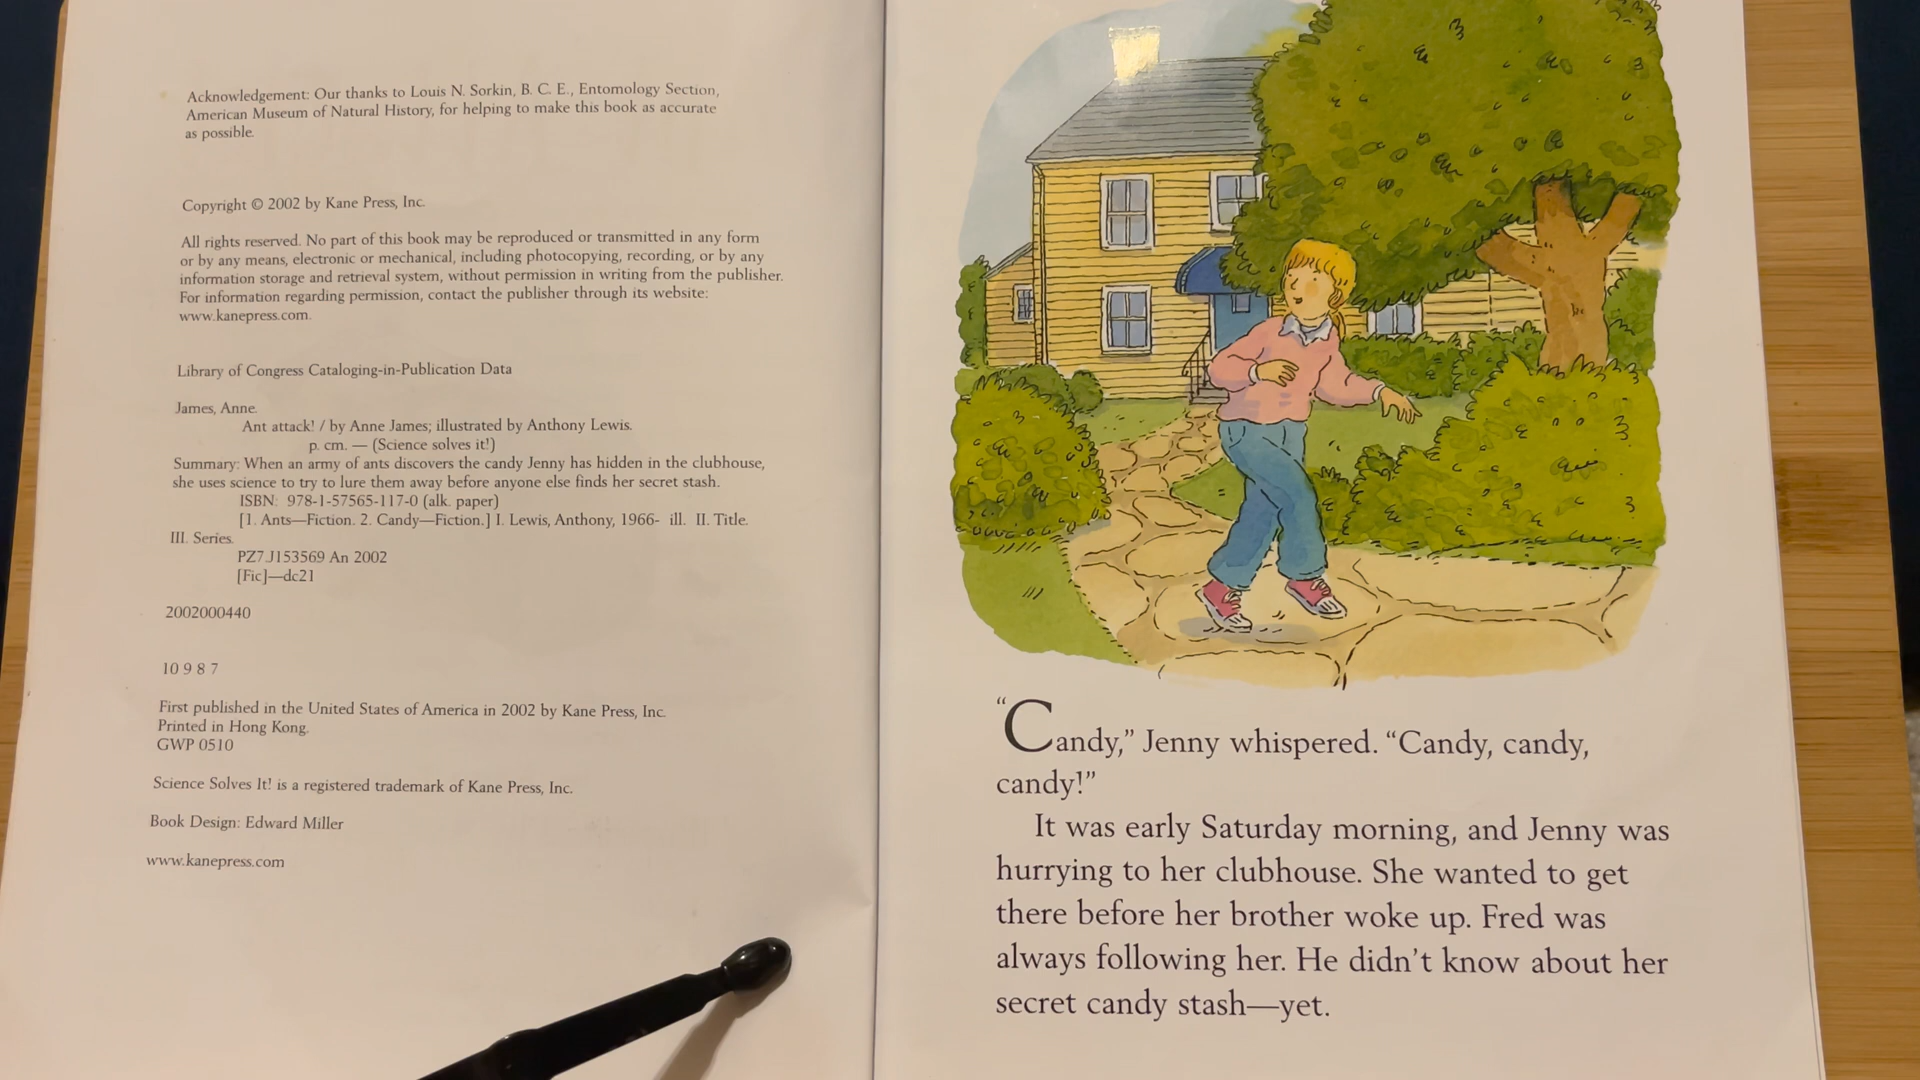 Acknowledgement: Our thanks to Louis N. Sorkin, B. C. E., Entomology Section,
American Museum of Natural History, for helping to make this book as accurate
as possible.
Copyright © 2002 by Kane Press, Inc.
All rights reserved. No part of this book may be reproduced or transmitted in any form
or by any means, electronic or mechanical, including photocopying, recording, or by any
information storage and retrieval system, without permission in writing from the publisher.
For information regarding permission, contact the publisher through its website:
www.kanepress.com.
Library of Congress Cataloging-in-Publication Data
James, Anne.
Ant attack! / by Anne James; illustrated by Anthony Lewis.
p. cm. — (Science solves it!)
Summary: When an army of ants discovers the candy Jenny has hidden in the clubhouse,
she uses science to try to lure them away before anyone else finds her secret stash.
ISBN: 978-1-57565-117-0 (alk. paper)
[1. Ants—Fiction. 2. Candy—Fiction.] I. Lewis, Anthony, 1966- ill. II. Title.
III. Series.
PZ7 J153569 An 2002
[Fic]—dc21
2002000440
10 9 8 7
First published in the United States of America in 2002 by Kane Press, Inc.
Printed in Hong Kong.
GWP 0510
Science Solves It! is a registered trademark of Kane Press, Inc.
Book Design: Edward Miller
www.kanepress.com
“Candy,” Jenny whispered. “Candy, candy,
candy!”
It was early Saturday morning, and Jenny was
hurrying to her clubhouse. She wanted to get
there before her brother woke up. Fred was
always following her. He didn’t know about her
secret candy stash—yet.